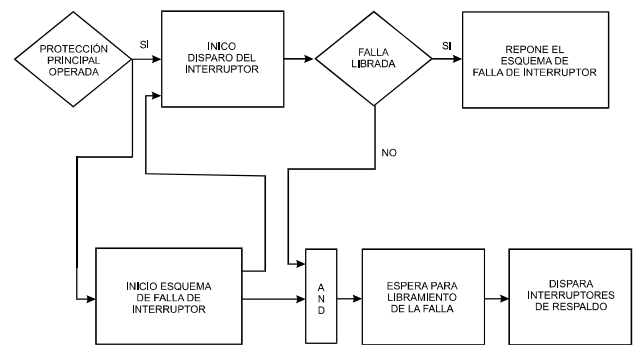 PROTECCIÓN
PRINCIPAL
OPERADA
SÍ
INICO
DISPARO DEL
INTERRUPTOR
FALLA
LIBRADA
SI
REPONE EL
ESQUEMA DE
FALLA DE INTERRUPTOR
NO
INICIO ESQUEMA
DE FALLA DE
INTERRUPTOR
A
N
D
ESPERA PARA
LIBRAMIENTO
DE LA FALLA
DISPARA
INTERRUPTORES
DE RESPALDO